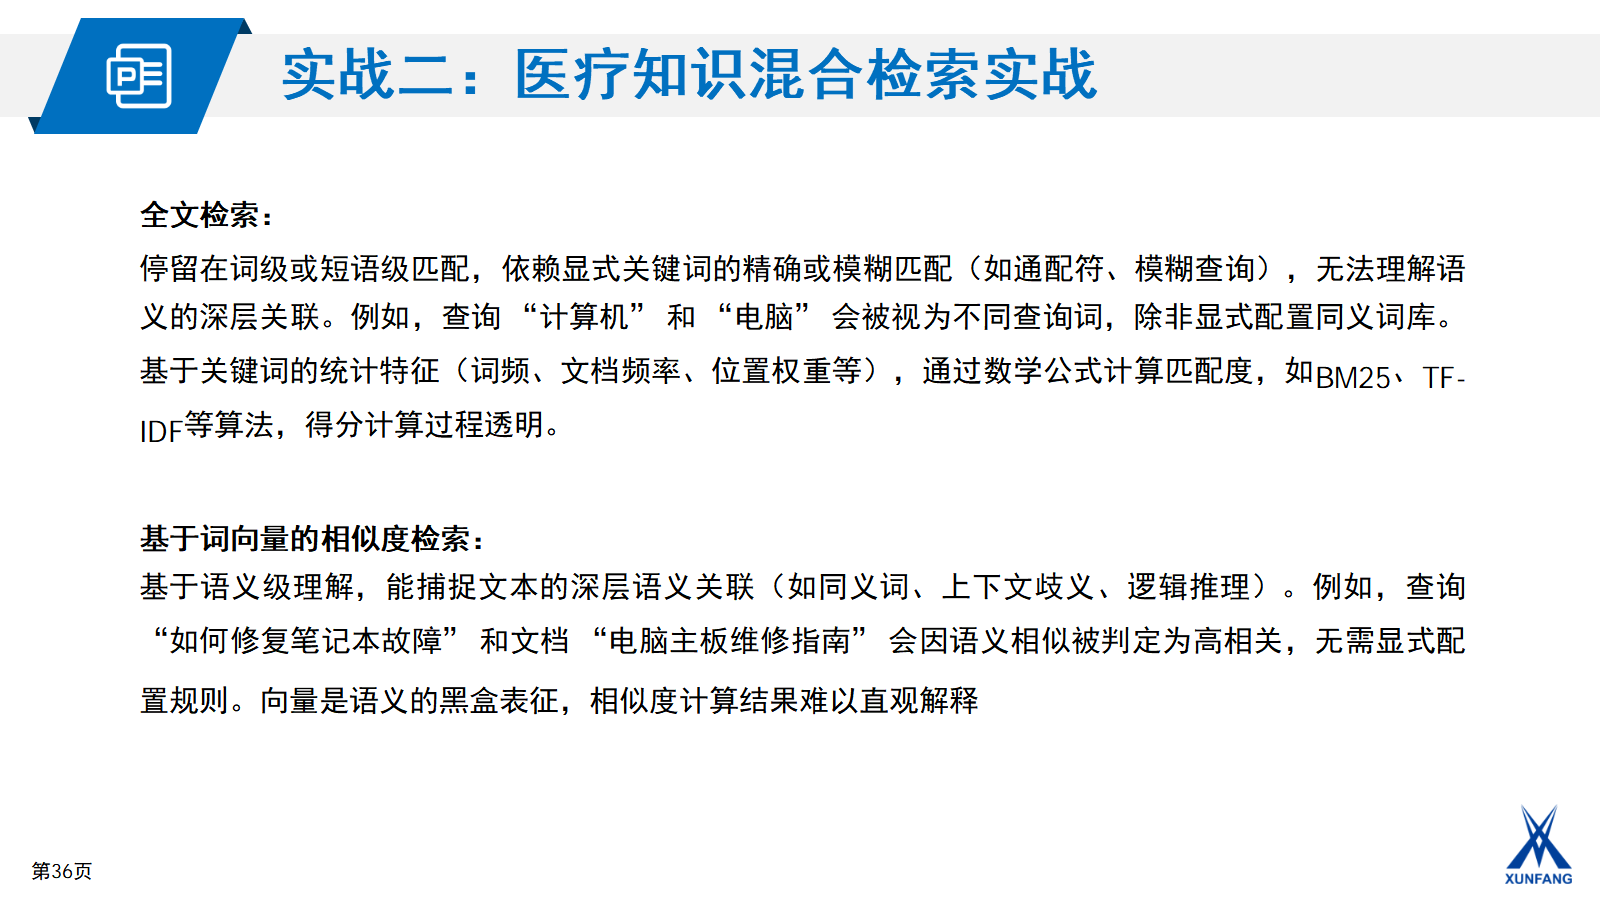 实战二：医疗知识混合检索实战
全文检索：
停留在词级或短语级匹配，依赖显式关键词的精确或模糊匹配（如通配符、模糊查询），无法理解语
义的深层关联。例如，查询 “计算机” 和 “电脑” 会被视为不同查询词，除非显式配置同义词库。
基于关键词的统计特征（词频、文档频率、位置权重等），通过数学公式计算匹配度，如BM25、TF-
IDF等算法，得分计算过程透明。
基于词向量的相似度检索：
基于语义级理解，能捕捉文本的深层语义关联（如同义词、上下文歧义、逻辑推理）。例如，查询
“如何修复笔记本故障” 和文档 “电脑主板维修指南” 会因语义相似被判定为高相关，无需显式配
置规则。向量是语义的黑盒表征，相似度计算结果难以直观解释
第36页
XUNFANG